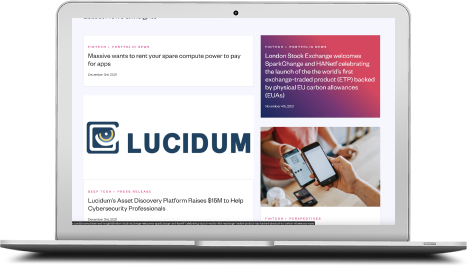 FINTECH • PORTFOLIO NEWS
Massive wants to rent your spare compute power to pay
for apps
December 3rd, 2021
LUCIDUM
DEEP TECH • PRESS RELEASE
Lucidum's Asset Discovery Platform Raises $15M to Help
Cybersecurity Professionals
December 3rd, 2021
FINTECH • PORTFOLIO NEWS
London Stock Exchange welcomes
SparkChange and HANetf celebrating
the launch of the the world's first
exchange-traded product (ETP) backed
by physical EU carbon allowances
(EUAs)
November 4th, 2021
FINTECH • PERSPECTIVES